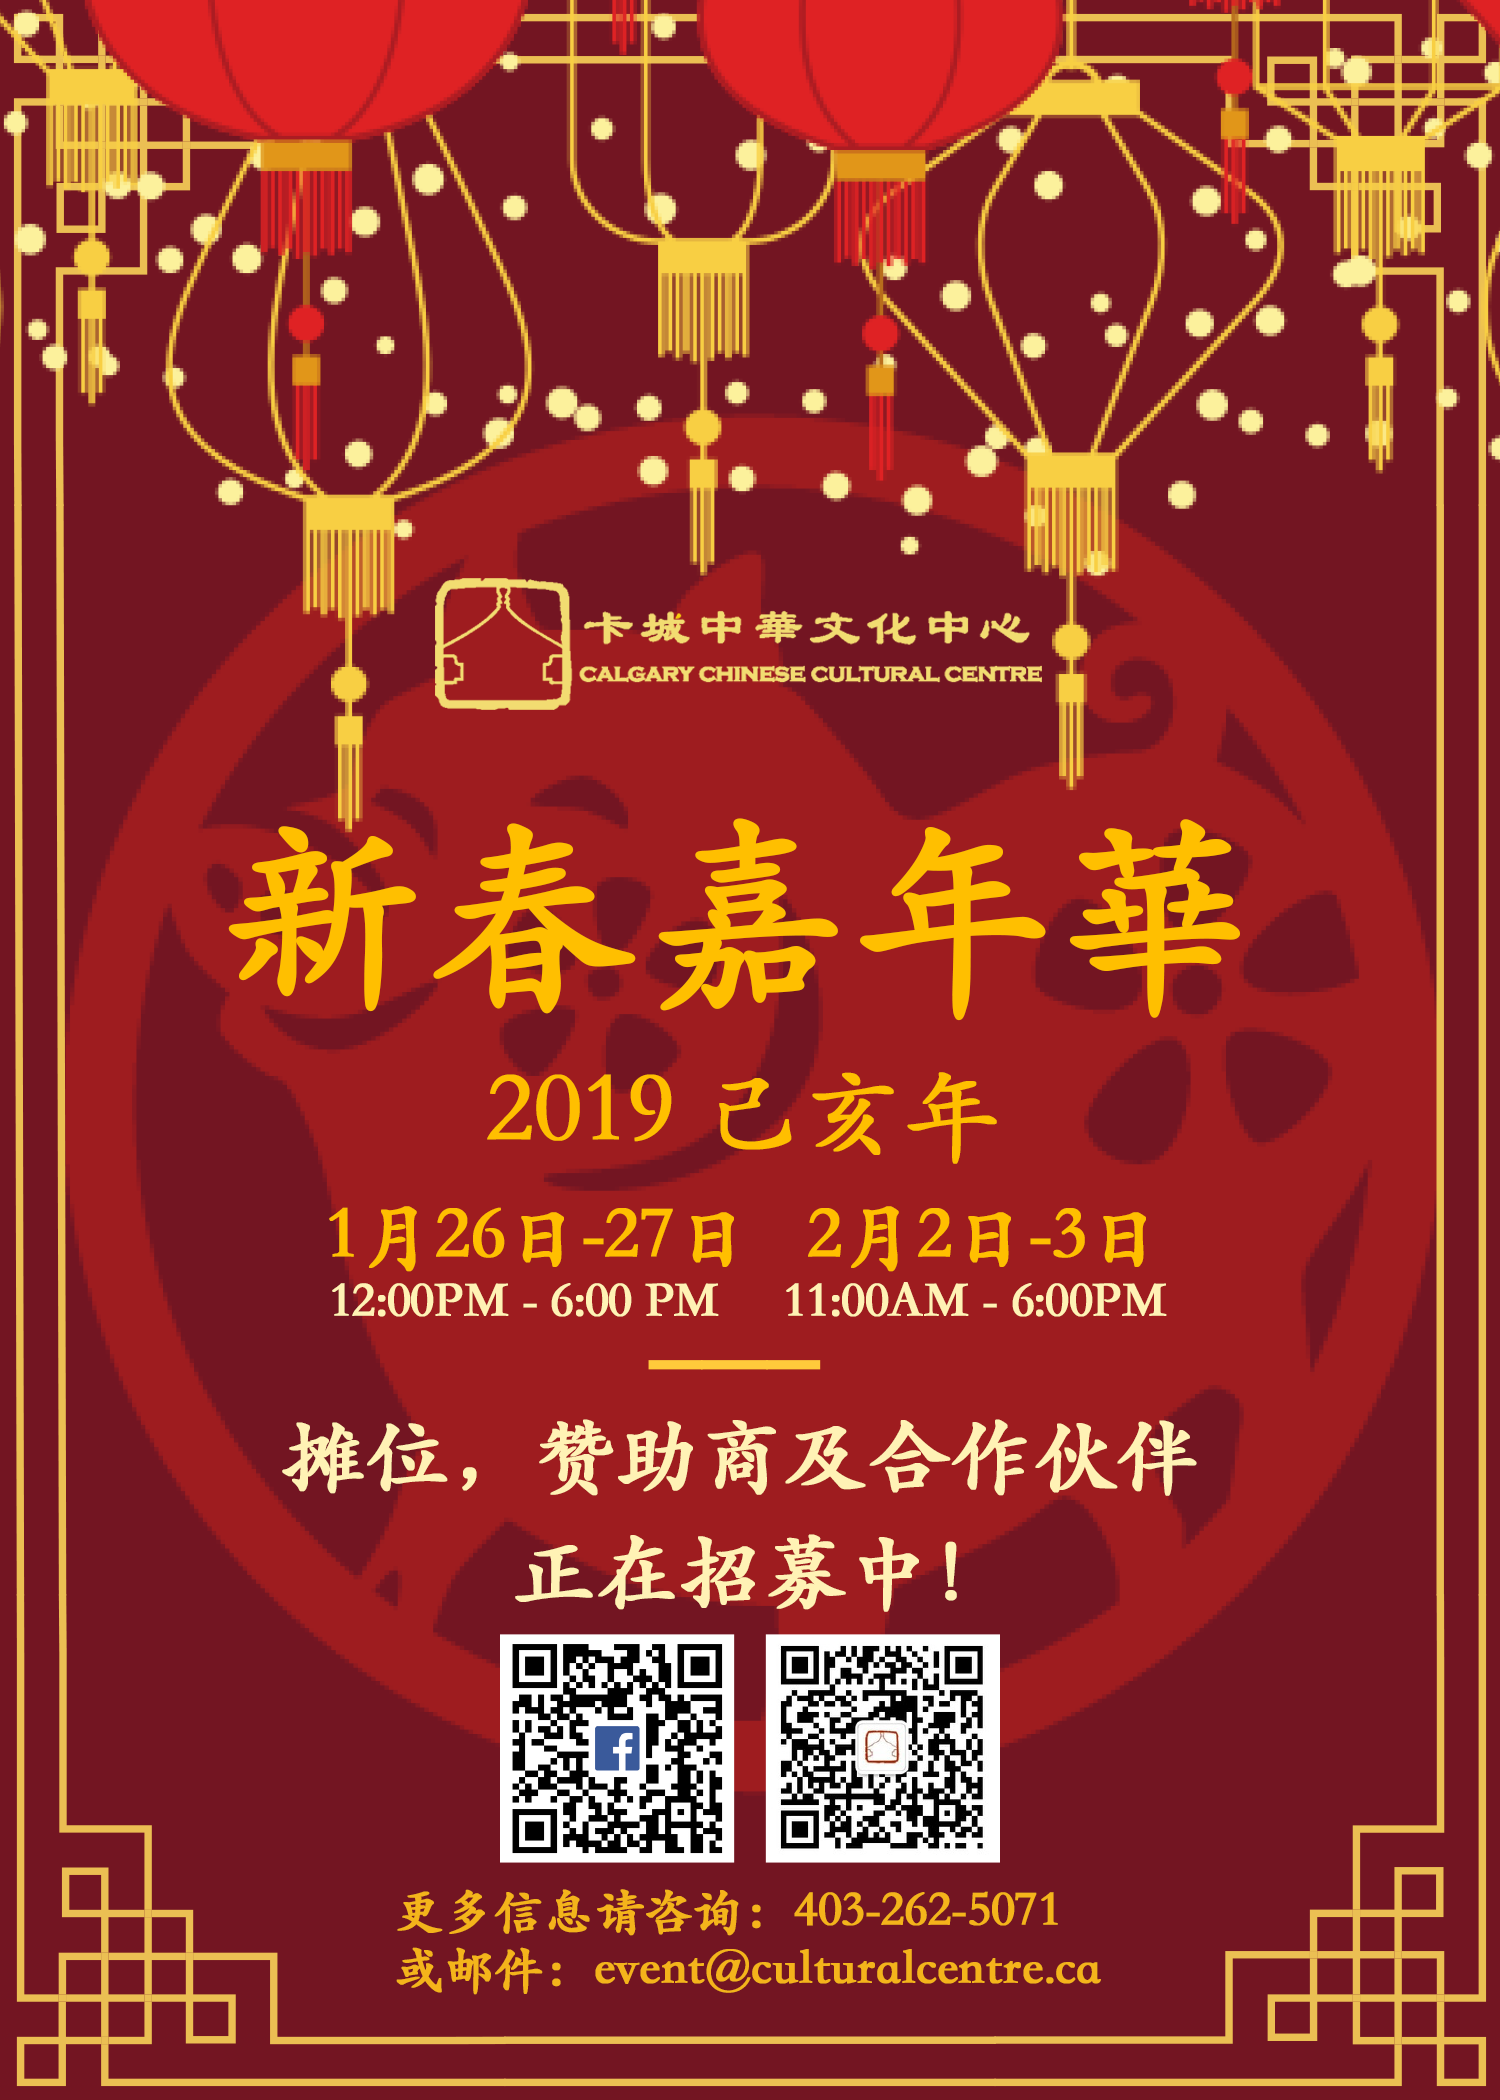 卡城中華文化中心
CALGARY CHINESE CULTURAL CENTRE
新春嘉年華
2019 己亥年
1月26日-27日 2月2日-3日
12:00PM - 6:00 PM 11:00AM - 6:00PM
摊位，赞助商及合作伙伴
正在招募中！
更多信息请咨询：403-262-5071
或邮件：event@culturalcentre.ca